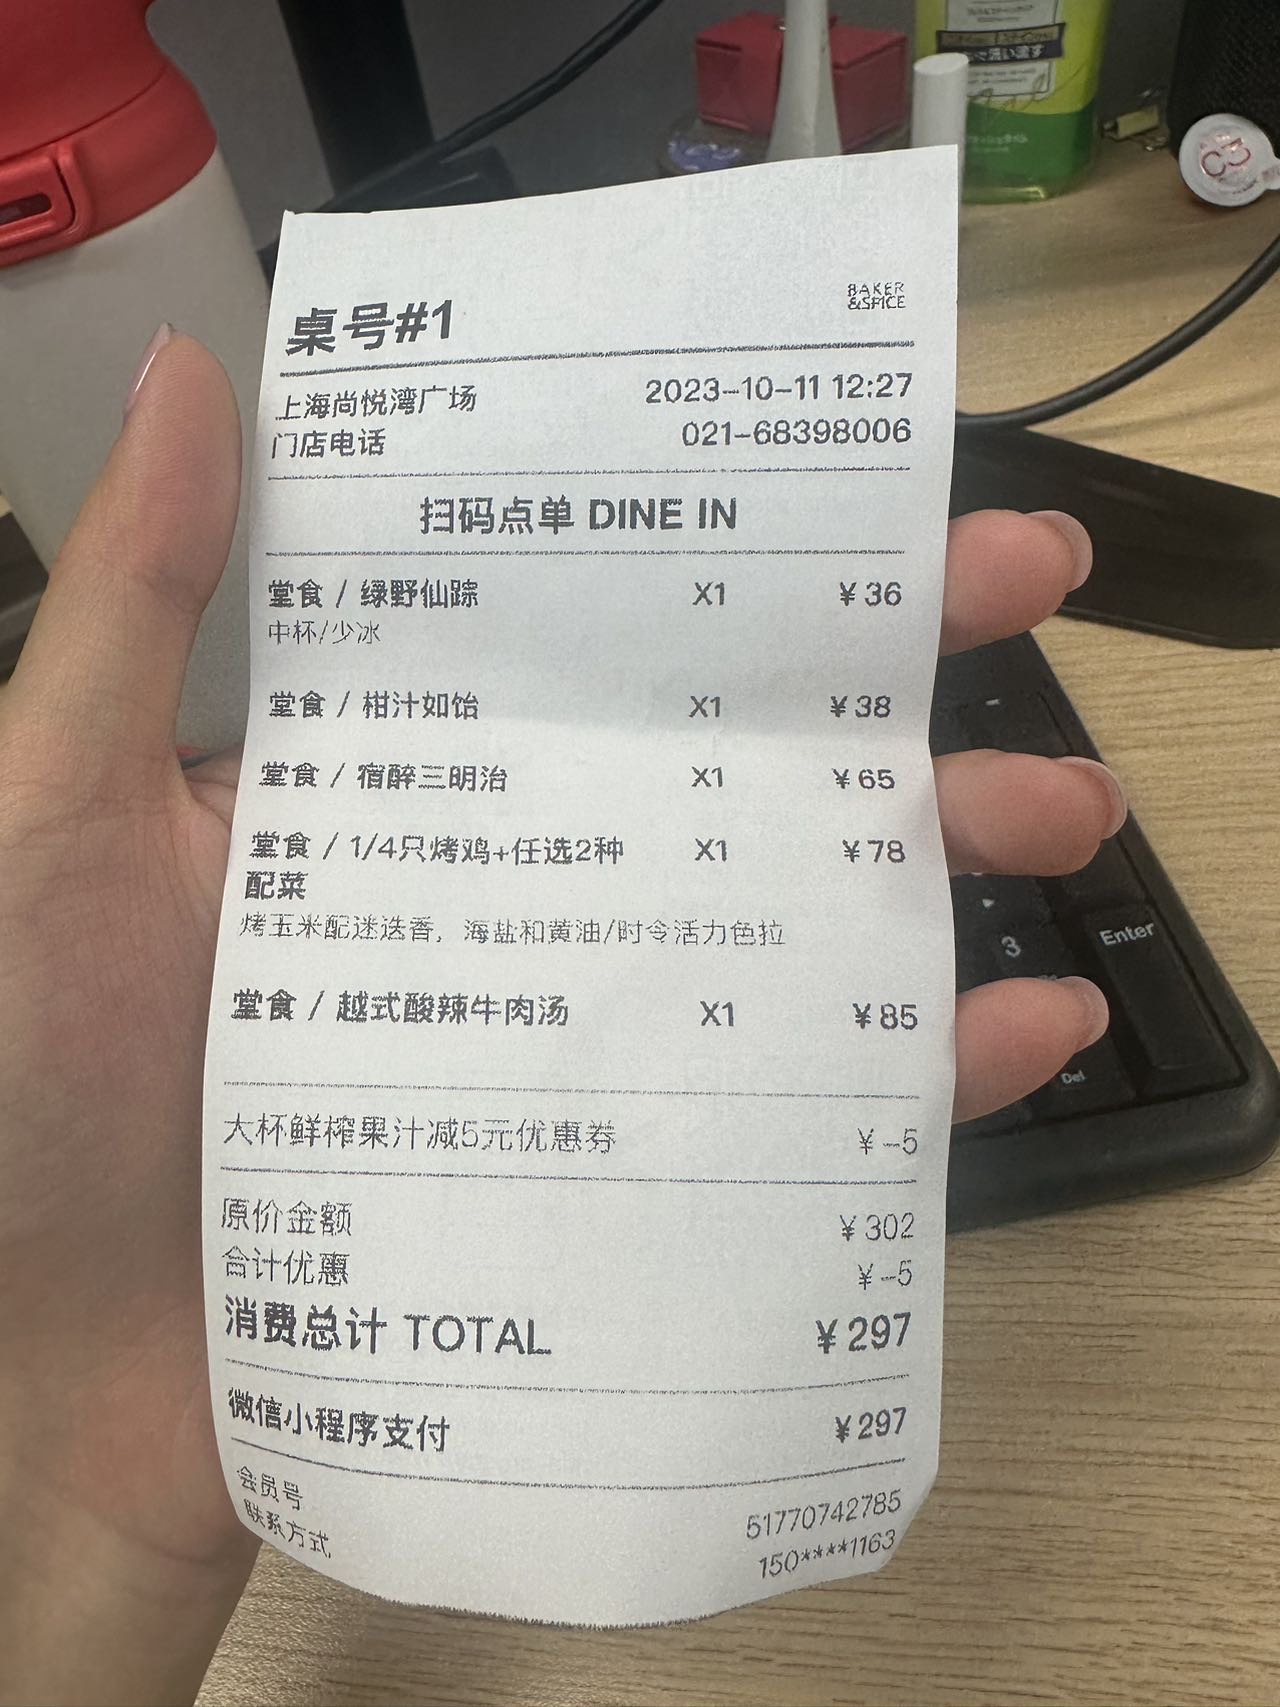 桌号#1
BAKER
&SPICE
上海尚悦湾广场 2023-10-11 12:27
门店电话 021-68398006
扫码点单 DINE IN
堂食 / 绿野仙踪 X1 ¥36
中杯/少冰
堂食 / 柑汁如饴 X1 ¥38
堂食 / 宿醉三明治 X1 ¥65
堂食 / 1/4只烤鸡+任选2种 X1 ¥78
配菜
烤玉米配迷迭香，海盐和黄油/时令活力色拉
堂食 / 越式酸辣牛肉汤 X1 ¥85
大杯鲜榨果汁减5元优惠券 ¥-5
原价金额 ¥302
合计优惠 ¥-5
消费总计 TOTAL ¥297
微信小程序支付 ¥297
会员号 51770742785
联系方式 150****1163
C3
3
Enter
Del